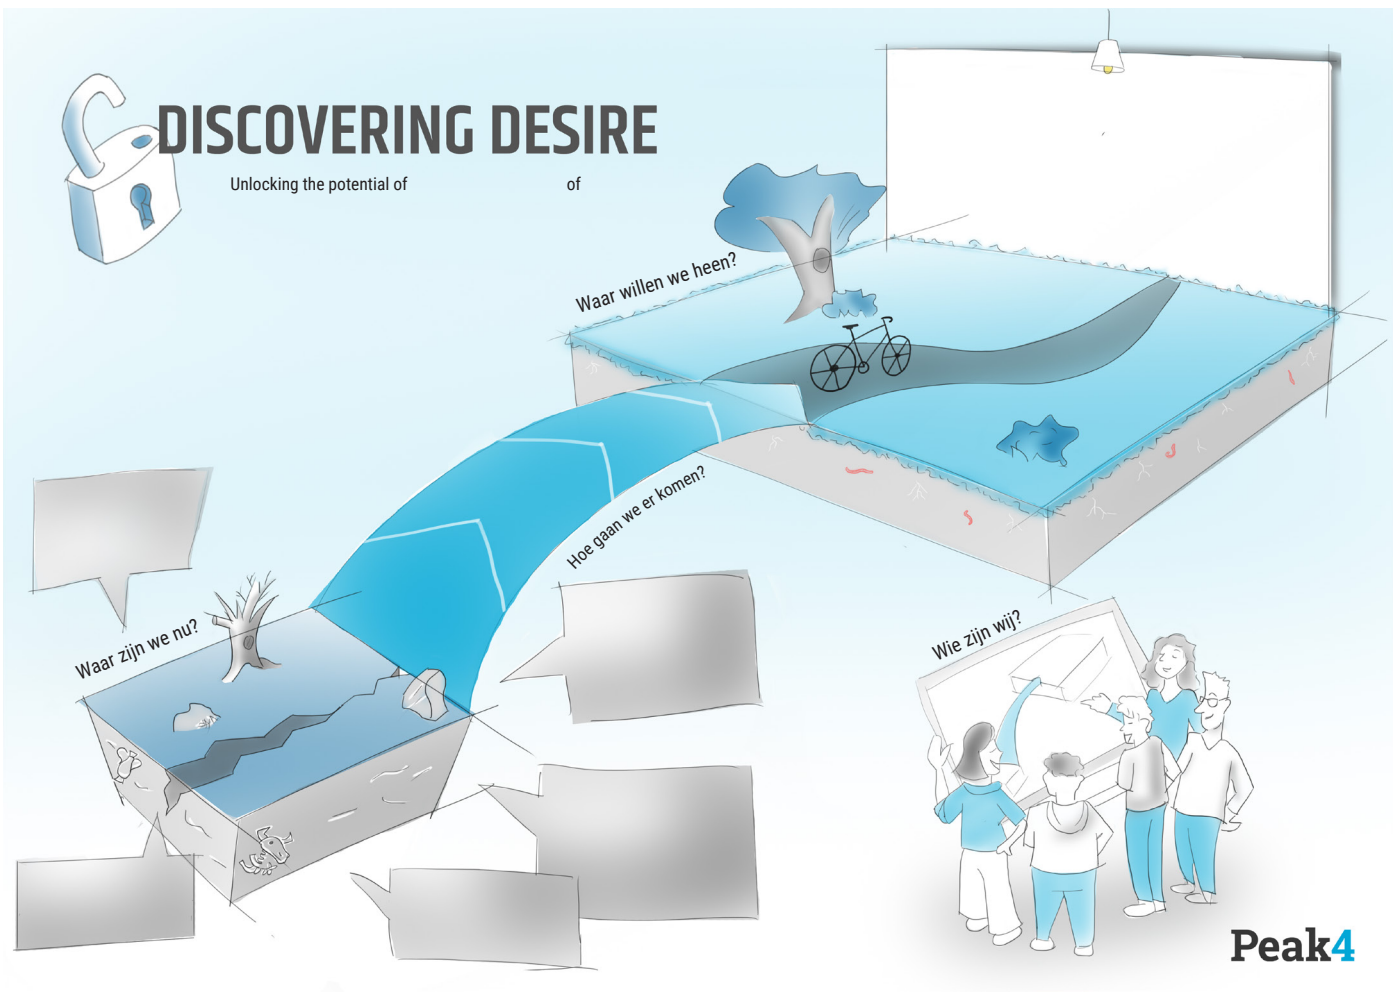 DISCOVERING DESIRE
Unlocking the potential of of
Waar willen we heen?
Hoe gaan we er komen?
Waar zijn we nu?
Wie zijn wij?
Peak4